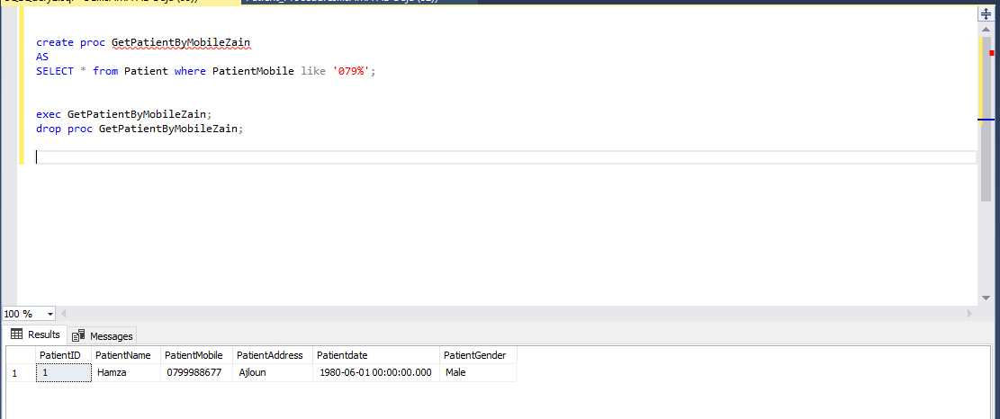 create proc GetPatientByMobileZain
AS
SELECT * from Patient where PatientMobile like '079%';
exec GetPatientByMobileZain;
drop proc GetPatientByMobileZain;
100 %
Results Messages
PatientID PatientName PatientMobile PatientAddress Patientdate PatientGender
1 1 Hamza 0799988677 Ajloun 1980-06-01 00:00:00.000 Male